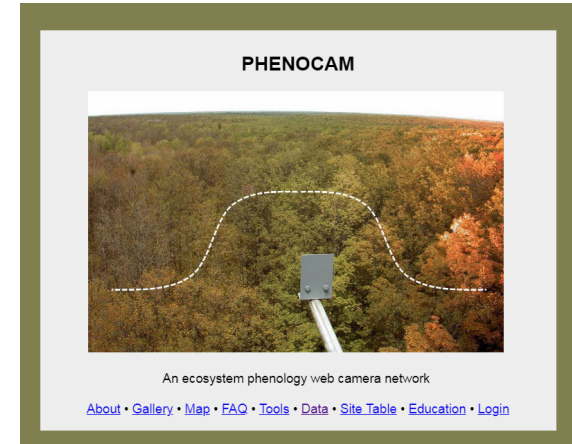 PHENOCAM
An ecosystem phenology web camera network
About • Gallery • Map • FAQ • Tools • Data • Site Table • Education • Login